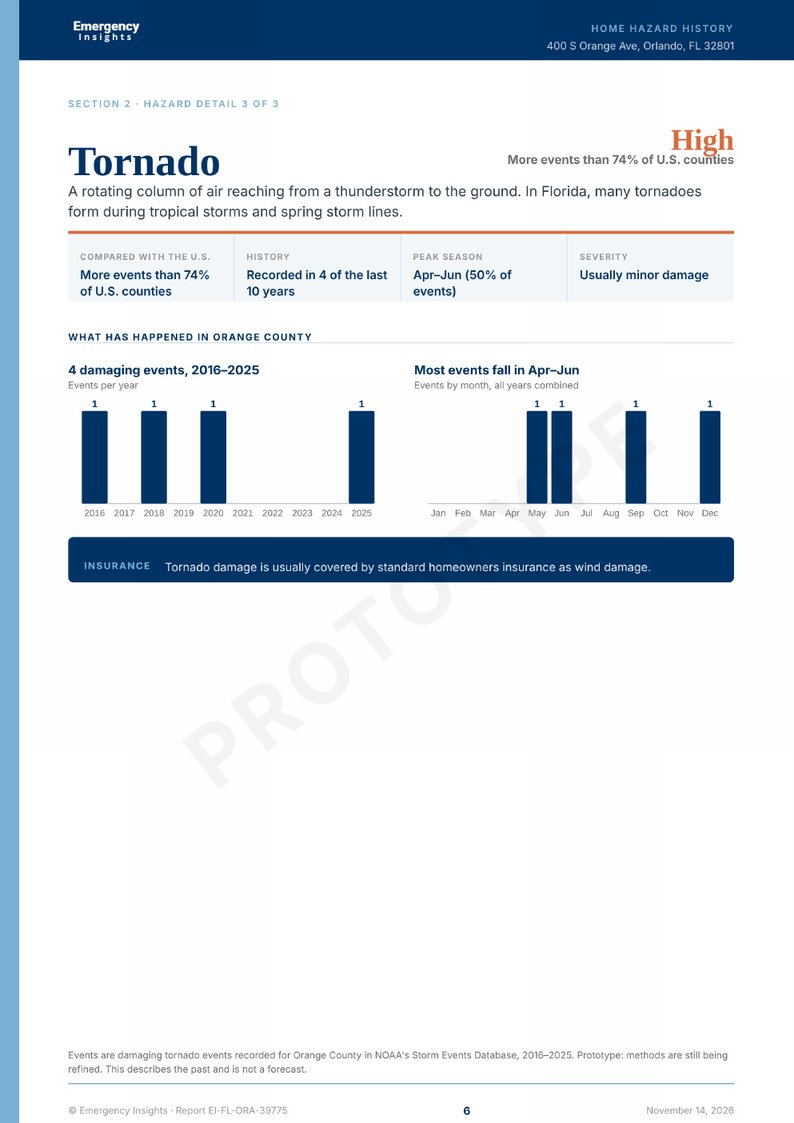 Emergency
Insights
HOME HAZARD HISTORY
400 S Orange Ave, Orlando, FL 32801
SECTION 2 · HAZARD DETAIL 3 OF 3
High
Tornado
More events than 74% of U.S. counties
A rotating column of air reaching from a thunderstorm to the ground. In Florida, many tornadoes
form during tropical storms and spring storm lines.
COMPARED WITH THE U.S.
More events than 74%
of U.S. counties
HISTORY
Recorded in 4 of the last
10 years
PEAK SEASON
Apr–Jun (50% of
events)
SEVERITY
Usually minor damage
WHAT HAS HAPPENED IN ORANGE COUNTY
4 damaging events, 2016–2025
Events per year
1 1 1 1
2016 2017 2018 2019 2020 2021 2022 2023 2024 2025
Most events fall in Apr–Jun
Events by month, all years combined
1 1 1 1
Jan Feb Mar Apr May Jun Jul Aug Sep Oct Nov Dec
INSURANCE Tornado damage is usually covered by standard homeowners insurance as wind damage.
PROTOTYPE
Events are damaging tornado events recorded for Orange County in NOAA's Storm Events Database, 2016–2025. Prototype: methods are still being
refined. This describes the past and is not a forecast.
© Emergency Insights · Report EI-FL-ORA-39775
6
November 14, 2026